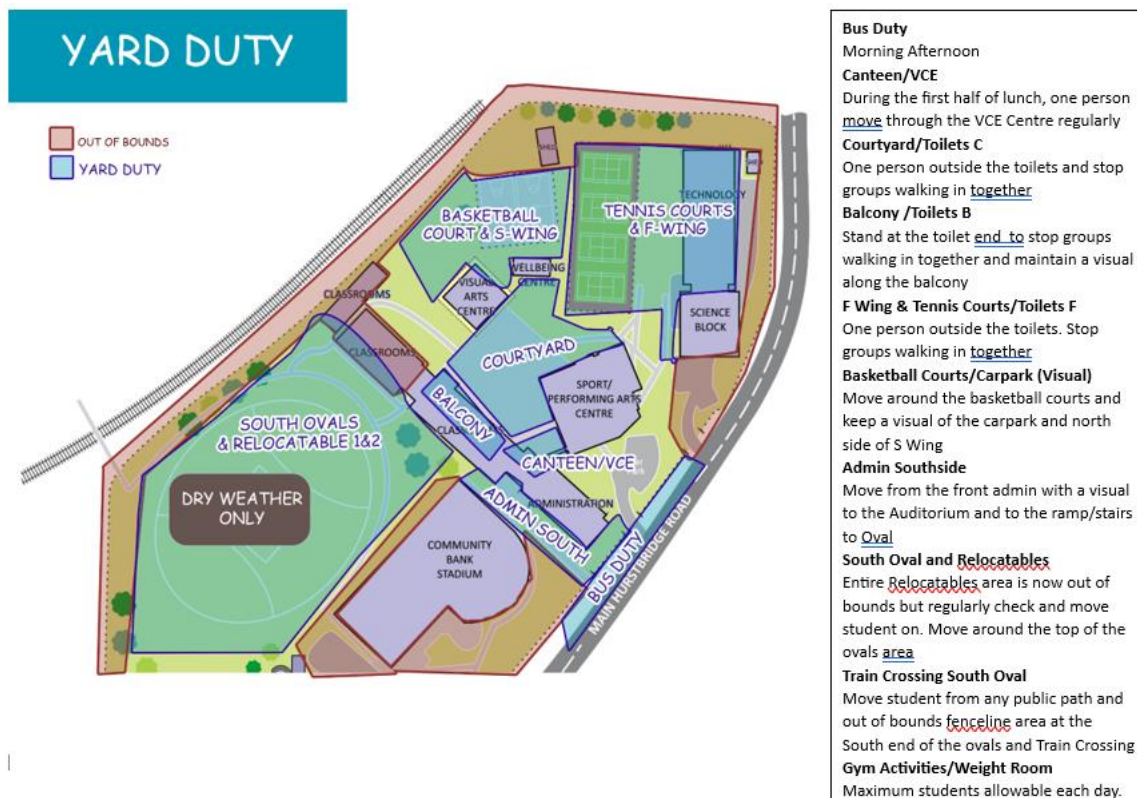 YARD DUTY
OUT OF BOUNDS
YARD DUTY
SHED
BASKETBALL
COURT & S-WING
TENNIS COURTS
& F-WING
TECHNOLOGY
WELLBEING
CENTRE
VISUAL
ARTS
CENTRE
CLASSROOMS
CLASSROOMS
SCIENCE
BLOCK
COURTYARD
SPORT/
PERFORMING ARTS
CENTRE
BALCONY
SOUTH OVALS
& RELOCATABLE 1&2
DRY WEATHER
ONLY
CANTEEN/VCE
ADMINISTRATION
ADMIN SOUTH
COMMUNITY
BANK
STADIUM
BUS DUTY
MAIN HURSTBRIDGE ROAD
Bus Duty
Morning Afternoon
Canteen/VCE
During the first half of lunch, one person
move through the VCE Centre regularly
Courtyard/Toilets C
One person outside the toilets and stop
groups walking in together
Balcony /Toilets B
Stand at the toilet end to stop groups
walking in together and maintain a visual
along the balcony
F Wing & Tennis Courts/Toilets F
One person outside the toilets. Stop
groups walking in together
Basketball Courts/Carpark (Visual)
Move around the basketball courts and
keep a visual of the carpark and north
side of S Wing
Admin Southside
Move from the front admin with a visual
to the Auditorium and to the ramp/stairs
to Oval
South Oval and Relocatables
Entire Relocatables area is now out of
bounds but regularly check and move
student on. Move around the top of the
ovals area
Train Crossing South Oval
Move student from any public path and
out of bounds fenceline area at the
South end of the ovals and Train Crossing
Gym Activities/Weight Room
Maximum students allowable each day.